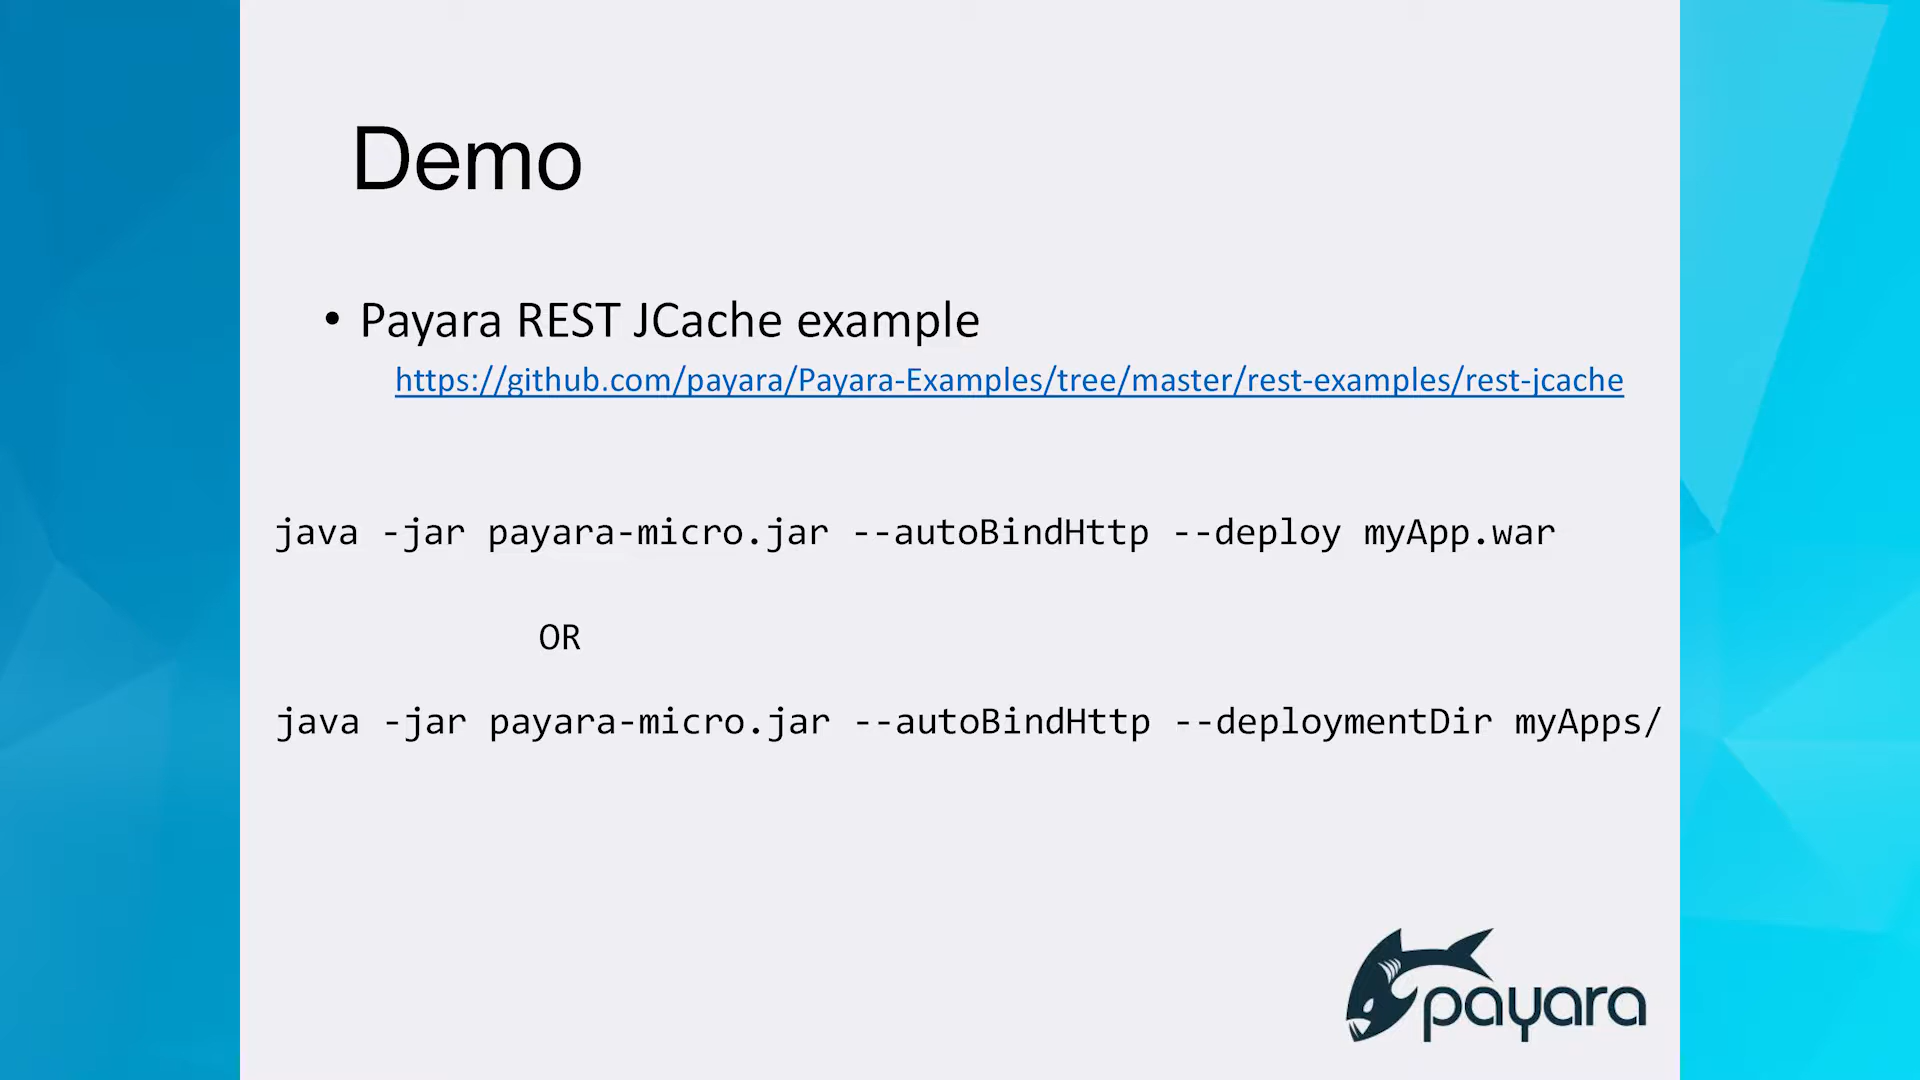 Demo
• Payara REST JCache example
https://github.com/payara/Payara-Examples/tree/master/rest-examples/rest-jcache
java -jar payara-micro.jar --autoBindHttp --deploy myApp.war
OR
java -jar payara-micro.jar --autoBindHttp --deploymentDir myApps/
payara